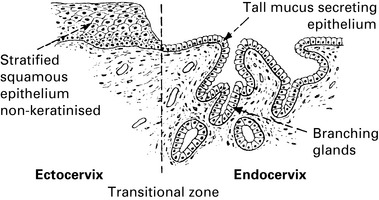 Tall mucus secreting
epithelium
Stratified
squamous
epithelium
non-keratinised
Branching
glands
Ectocervix
Endocervix
Transitional zone